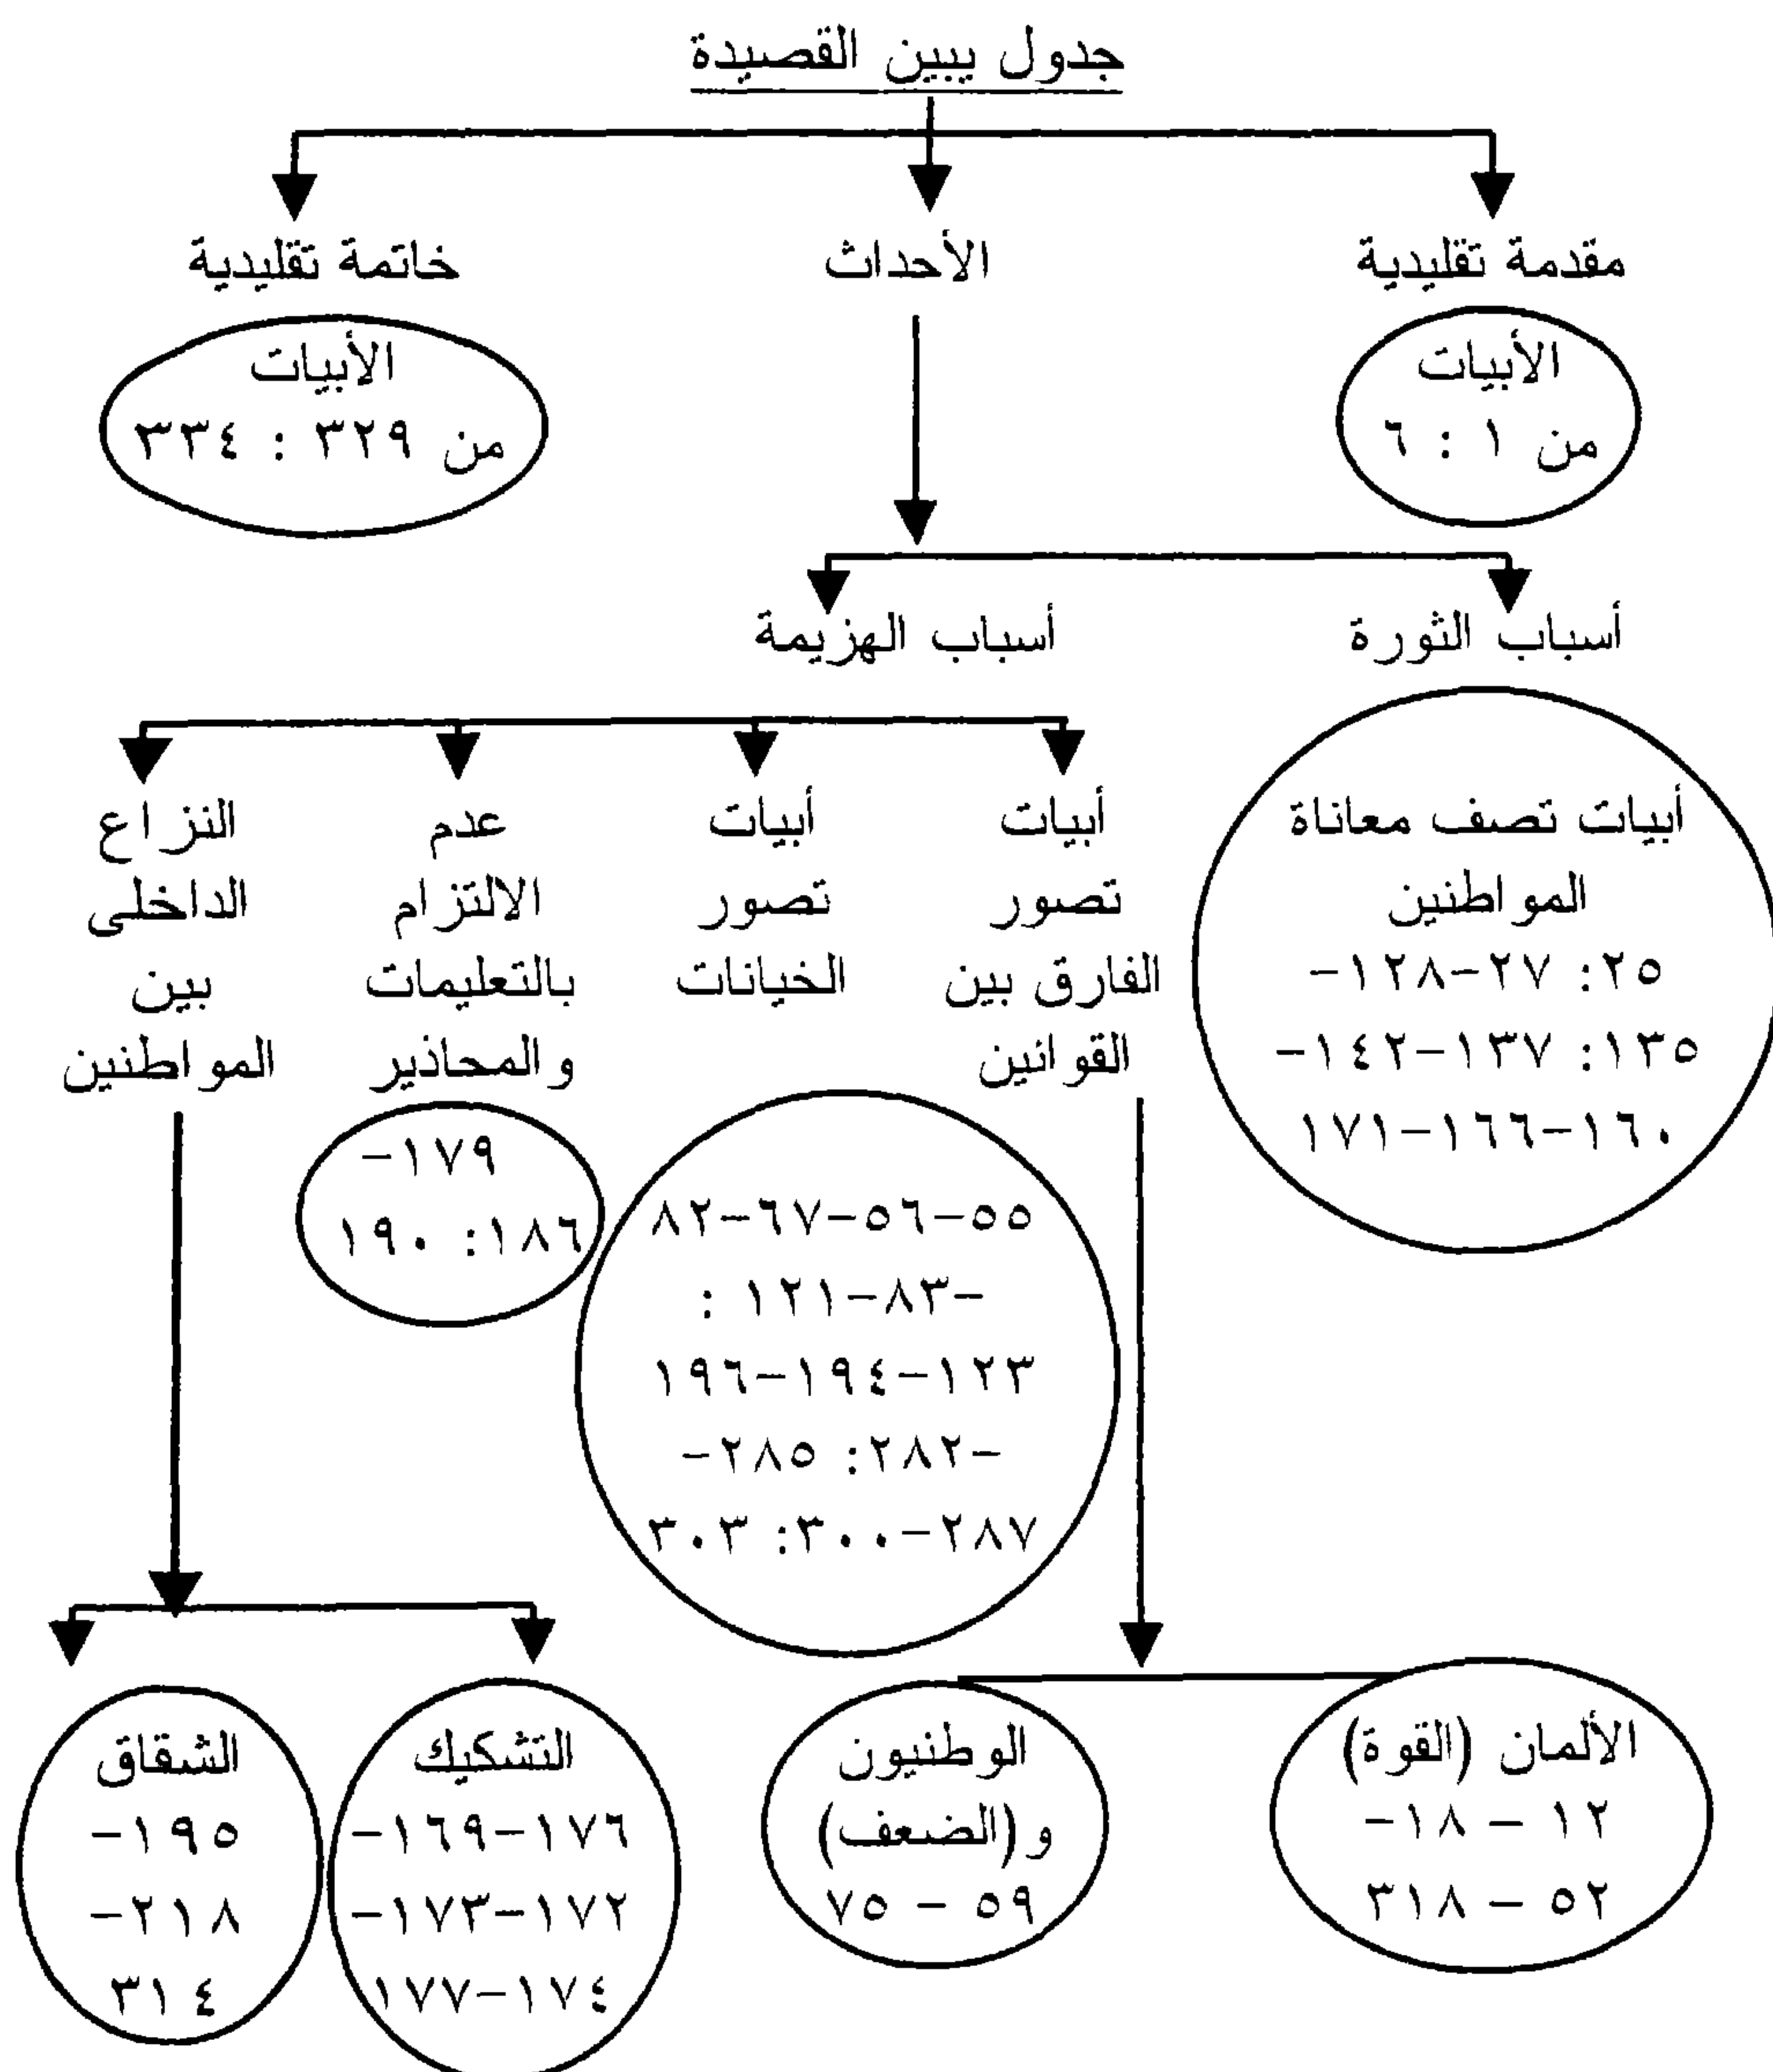 جدول يبين القصيدة
مقدمة تقليدية
الأحداث
خاتمة تقليدية
الأبيات
من ١ : ٦
الأبيات
من ٣٢٩ : ٣٣٤
أسباب الثورة
أسباب الهزيمة
أبيات تصف معاناة
المواطنين
٢٥: ٢٧-١٢٨-
١٣٥: ١٣٧-١٤٢-
١٦٠-١٦٦-١٧١
أبيات
تصور
الفارق بين
القوانين
أبيات
تصور
الخيانات
عدم
الالتزام
بالتعليمات
والمحاذير
النزاع
الداخلى
بين
المواطنين
١٧٩-
١٨٦: ١٩٠
٥٥-٥٦-٦٧-٨٢
-٨٣-١٢١ :
١٢٣-١٩٤-١٩٦
-٢٨٢: ٢٨٥-
٢٨٧-٣٠٠: ٣٠٣
الألمان (القوة)
١٢ - ١٨-
٥٢ - ٣١٨
الوطنيون
و(الضعف)
٥٩ - ٧٥
التشكيك
١٧٦-١٦٩-
١٧٢-١٧٣-
١٧٤-١٧٧
الشقاق
١٩٥-
٢١٨-
٣١٤